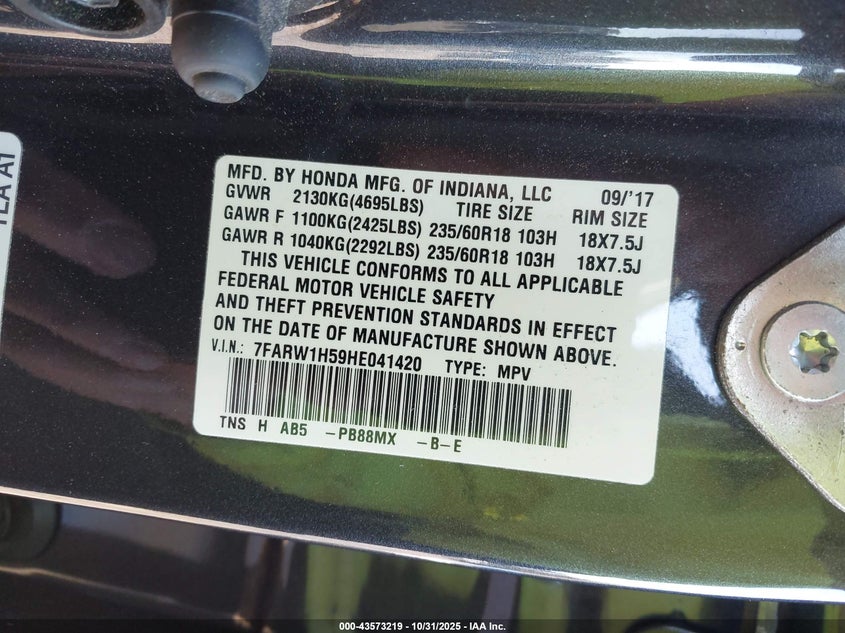 TLA A1
MFD. BY HONDA MFG. OF INDIANA, LLC 09/'17
GVWR 2130KG(4695LBS) TIRE SIZE RIM SIZE
GAWR F 1100KG(2425LBS) 235/60R18 103H 18X7.5J
GAWR R 1040KG(2292LBS) 235/60R18 103H 18X7.5J
THIS VEHICLE CONFORMS TO ALL APPLICABLE
FEDERAL MOTOR VEHICLE SAFETY
AND THEFT PREVENTION STANDARDS IN EFFECT
ON THE DATE OF MANUFACTURE SHOWN ABOVE.
V.I.N.: 7FARW1H59HE041420 TYPE: MPV
TNS H AB5 -PB88MX -B-E
000-43573219 - 10/31/2025 - IAA Inc.